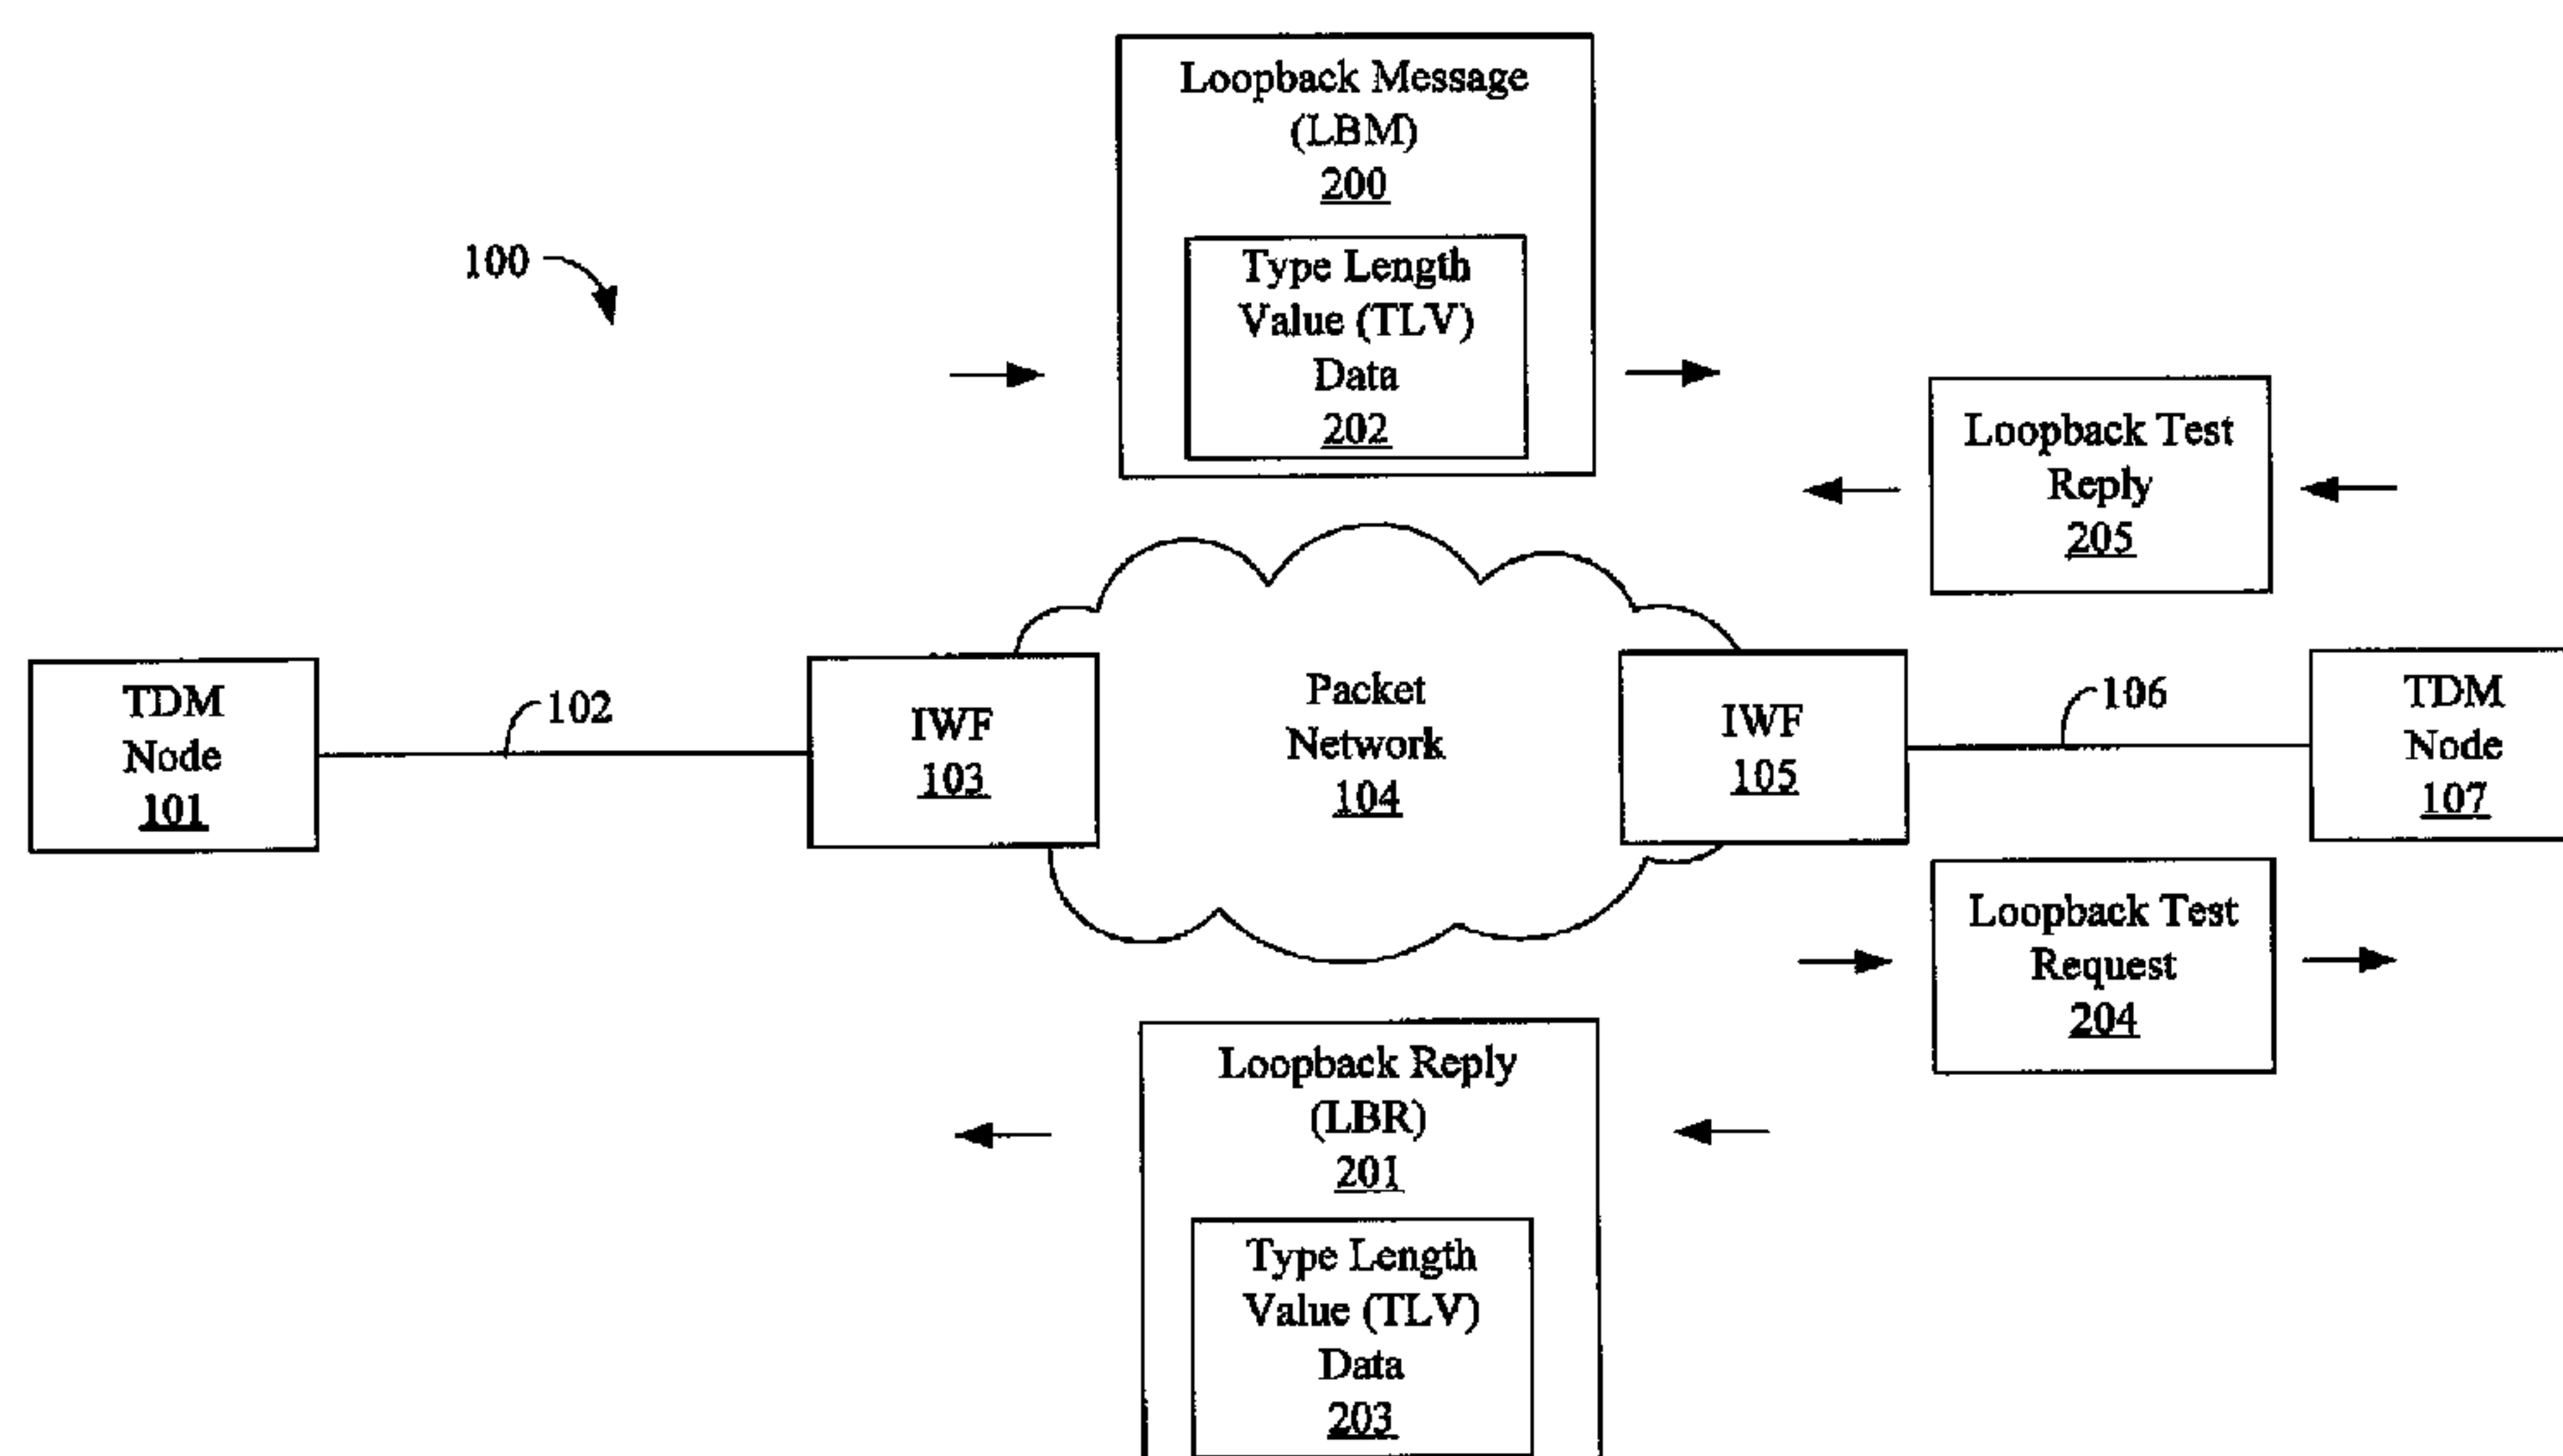 Loopback Message
(LBM)
200
Type Length
Value (TLV)
Data
202
100
Loopback Test
Reply
205
TDM
Node
101
102
IWF
103
Packet
Network
104
IWF
105
106
TDM
Node
107
Loopback Test
Request
204
Loopback Reply
(LBR)
201
Type Length
Value (TLV)
Data
203